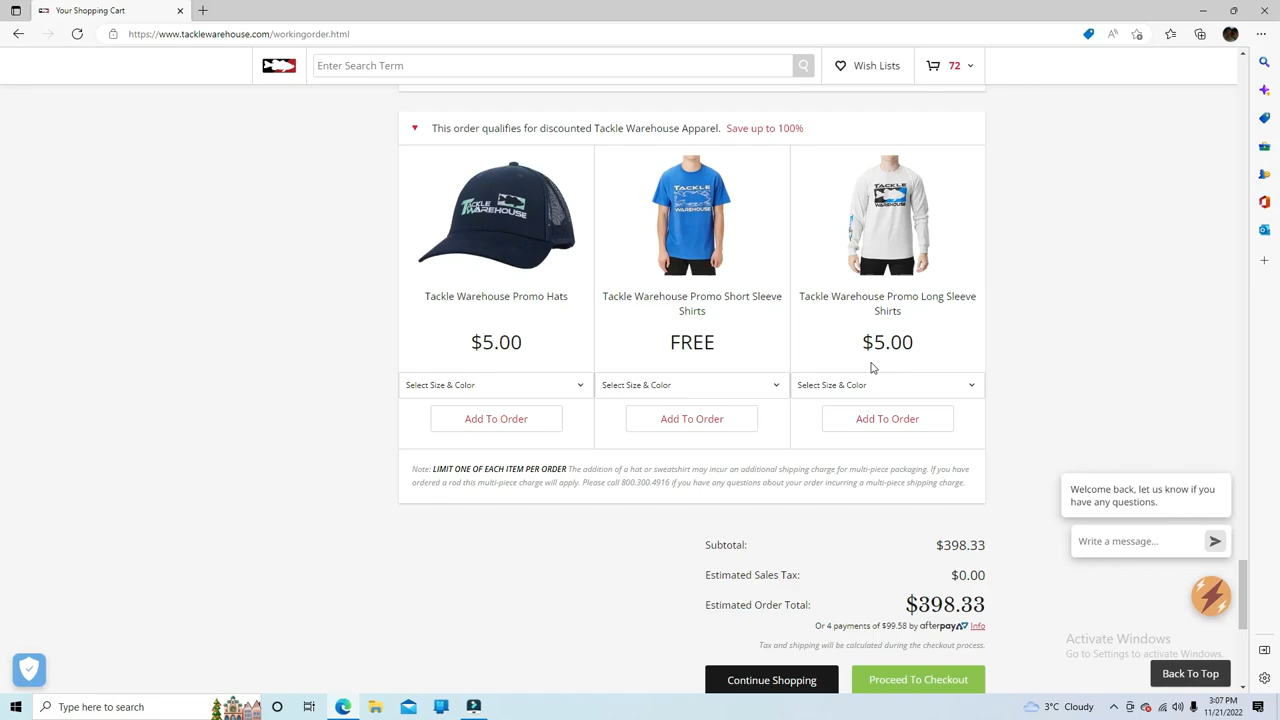 Your Shopping Cart
https://www.tacklewarehouse.com/workingorder.html
Enter Search Term
Wish Lists
72
This order qualifies for discounted Tackle Warehouse Apparel. Save up to 100%
TACKLE WAREHOUSE
TACKLE WAREHOUSE
TACKLE WAREHOUSE
Tackle Warehouse Promo Hats
Tackle Warehouse Promo Short Sleeve
Shirts
Tackle Warehouse Promo Long Sleeve
Shirts
$5.00
FREE
$5.00
Select Size & Color
Select Size & Color
Select Size & Color
Add To Order
Add To Order
Add To Order
Note: LIMIT ONE OF EACH ITEM PER ORDER The addition of a hat or sweatshirt may incur an additional shipping charge for multi-piece packaging. If you have
ordered a rod this multi-piece charge will apply. Please call 800.300.4916 if you have any questions about your order incurring a multi-piece shipping charge.
Welcome back, let us know if you
have any questions.
Write a message...
Subtotal: $398.33
Estimated Sales Tax: $0.00
Estimated Order Total: $398.33
Or 4 payments of $99.58 by afterpay Info
Tax and shipping will be calculated during the checkout process.
Activate Windows
Go to Settings to activate Windows.
Continue Shopping
Proceed To Checkout
Back To Top
Type here to search
3°C Cloudy
3:07 PM
11/21/2022